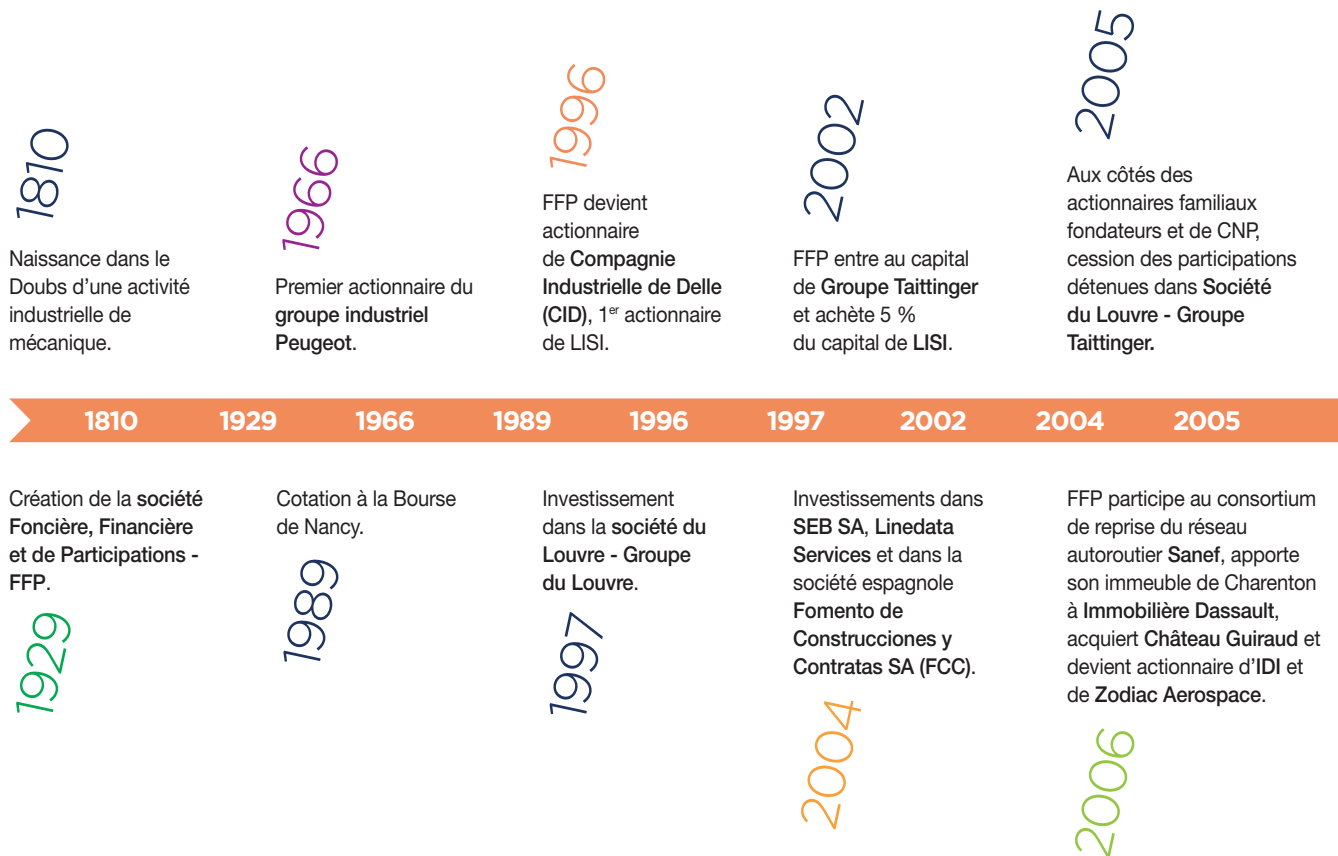 1810
Naissance dans le
Doubs d’une activité
industrielle de
mécanique.
1966
Premier actionnaire du
groupe industriel
Peugeot.
1996
FFP devient
actionnaire
de Compagnie
Industrielle de Delle
(CID), 1er actionnaire
de LISI.
2002
FFP entre au capital
de Groupe Taittinger
et achète 5 %
du capital de LISI.
2005
Aux côtés des
actionnaires familiaux
fondateurs et de CNP,
cession des participations
détenues dans Société
du Louvre - Groupe
Taittinger.
1810 1929 1966 1989 1996 1997 2002 2004 2005
Création de la société
Foncière, Financière
et de Participations -
FFP.
1929
Cotation à la Bourse
de Nancy.
1989
Investissement
dans la société du
Louvre - Groupe
du Louvre.
1997
Investissements dans
SEB SA, Linedata
Services et dans la
société espagnole
Fomento de
Construcciones y
Contratas SA (FCC).
2004
FFP participe au consortium
de reprise du réseau
autoroutier Sanef, apporte
son immeuble de Charenton
à Immobilière Dassault,
acquiert Château Guiraud et
devient actionnaire d’IDI et
de Zodiac Aerospace.
2006